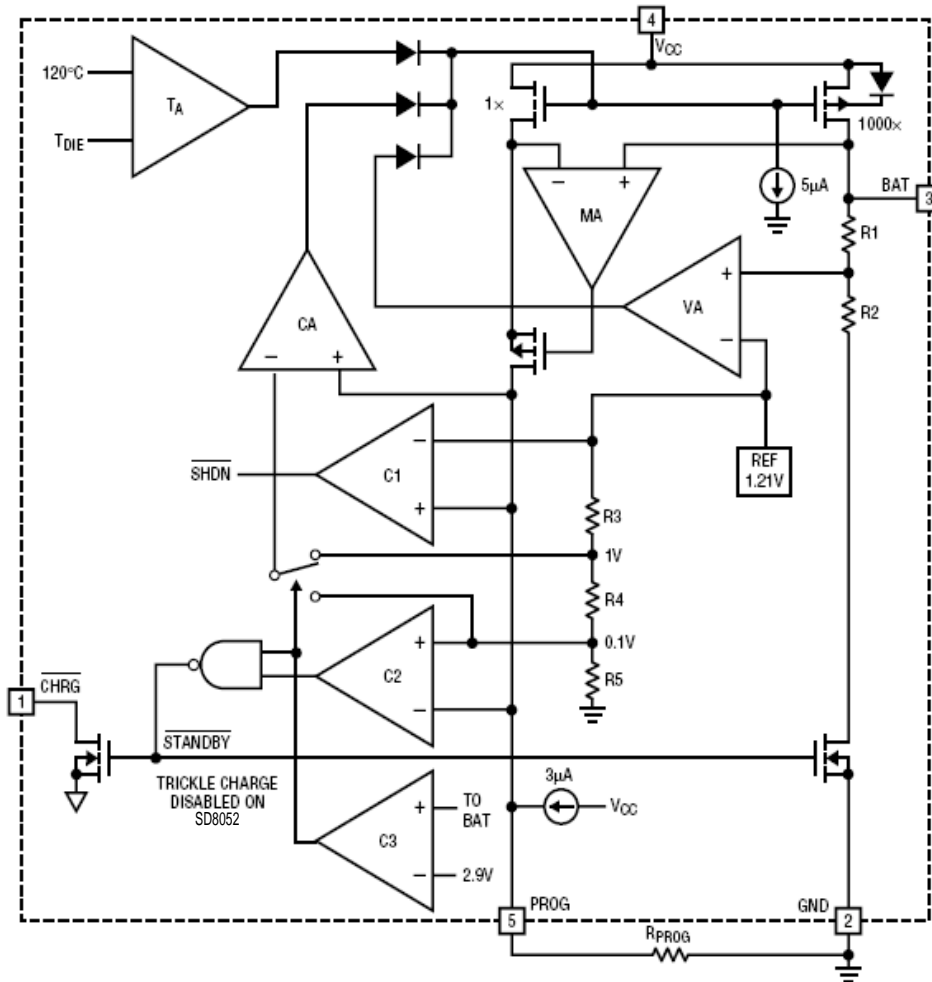 4
VCC
120°C
TA
TDIE
1×
1000×
5μA
BAT
3
MA
R1
VA
R2
CA
REF
1.21V
SHDN
C1
R3
1V
R4
0.1V
C2
R5
CHRG
1
STANDBY
TRICKLE CHARGE
DISABLED ON
SD8052
3μA
VCC
TO
BAT
C3
2.9V
PROG
GND
5
2
RPROG
+
−
+
−
+
−
+
−
+
−
+
−